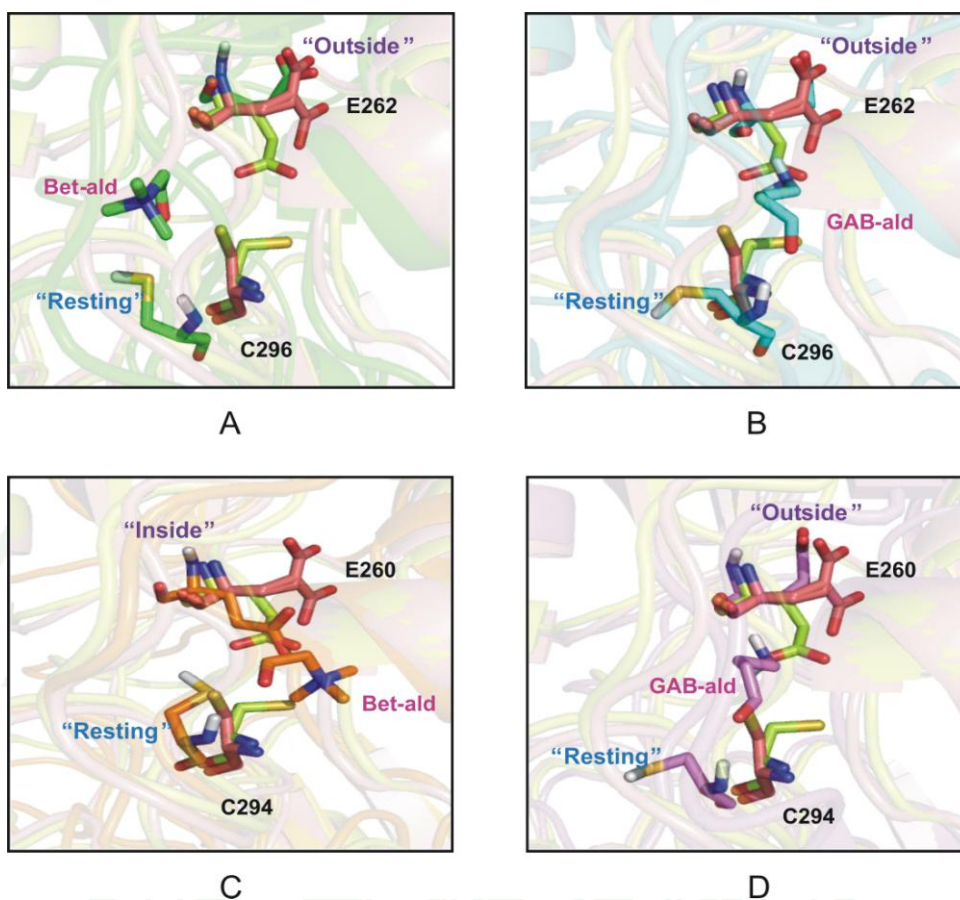 “Outside”
E262
Bet-ald
“Resting”
C296
A
“Outside”
E262
GAB-ald
“Resting”
C296
B
“Inside”
E260
Bet-ald
“Resting”
C294
C
“Outside”
E260
GAB-ald
“Resting”
C294
D